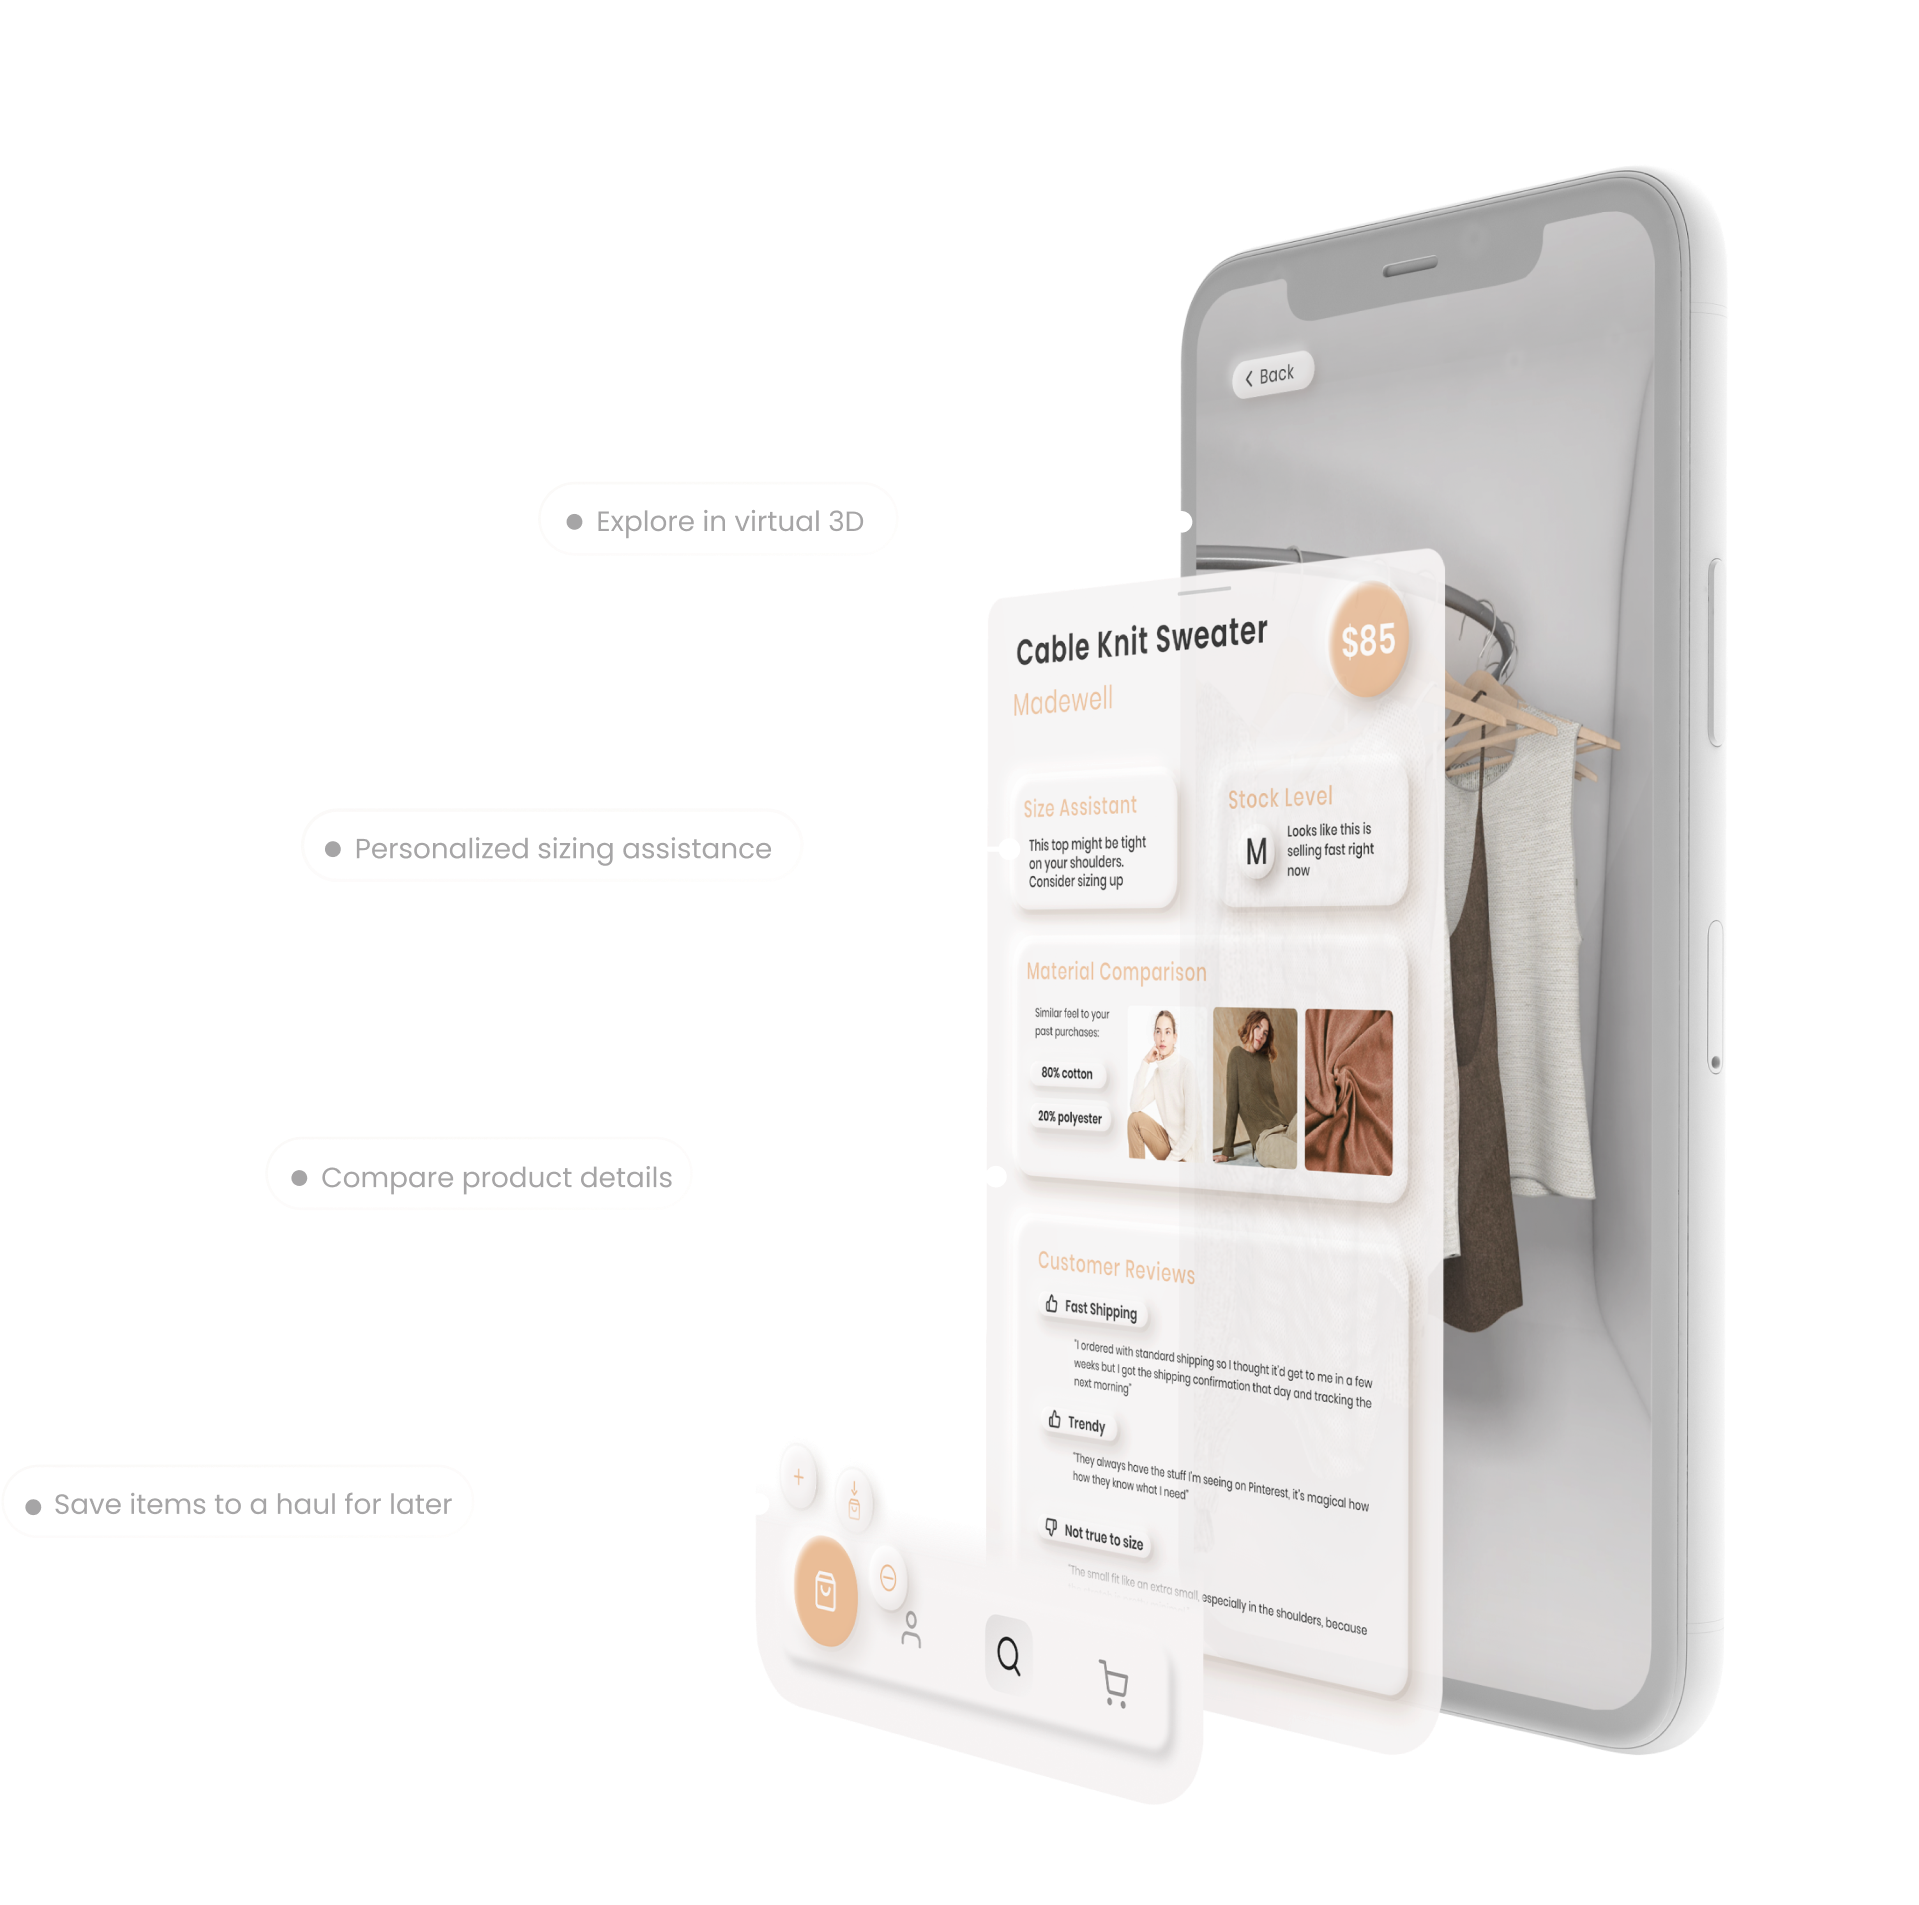 Back
Explore in virtual 3D
Cable Knit Sweater
$85
Madewell
Size Assistant
This top might be tight
on your shoulders.
Consider sizing up
Stock Level
M
Looks like this is
selling fast right
now
Personalized sizing assistance
Material Comparison
Similar feel to your
past purchases:
80% cotton
20% polyester
Compare product details
Customer Reviews
Fast Shipping
"I ordered with standard shipping so I thought it'd get to me in a few
weeks but I got the shipping confirmation that day and tracking the
next morning"
Trendy
"They always have the stuff I'm seeing on Pinterest, it's magical how
how they know what I need"
Not true to size
"The small fit like an extra small, especially in the shoulders, because
Save items to a haul for later